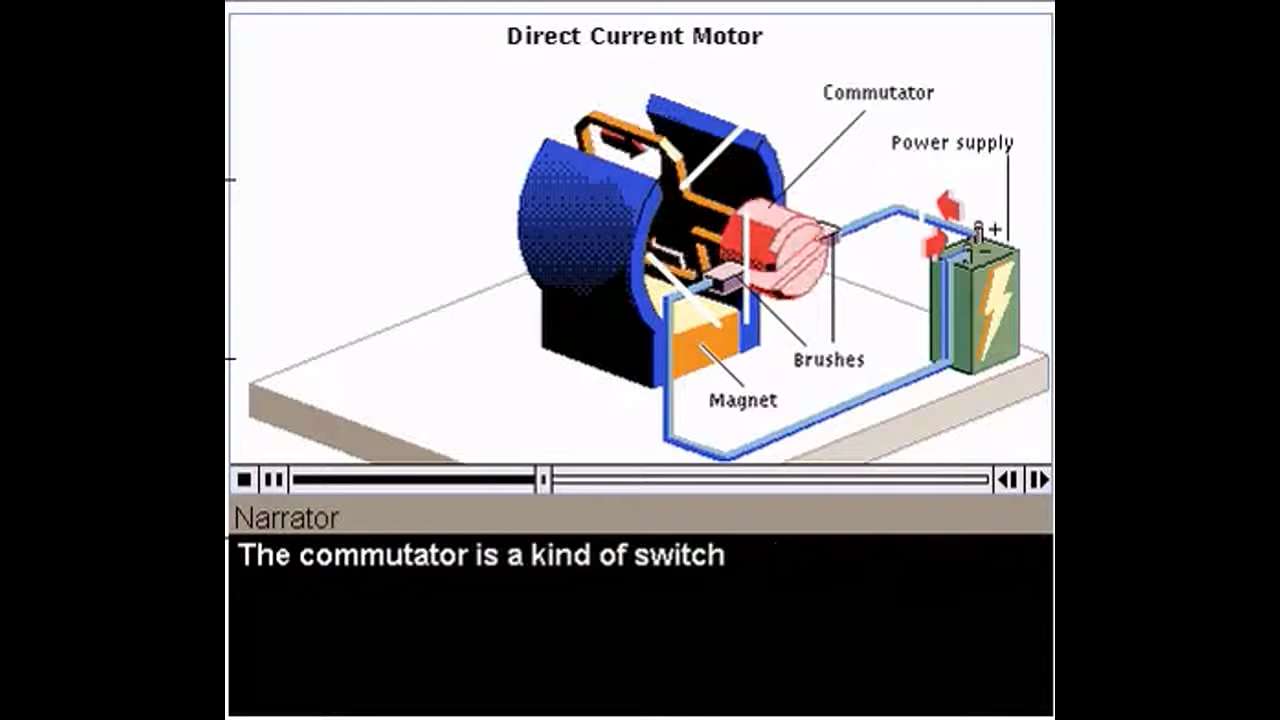 Direct Current Motor
Commutator
Power supply
+
-
Brushes
Magnet
Narrator
The commutator is a kind of switch